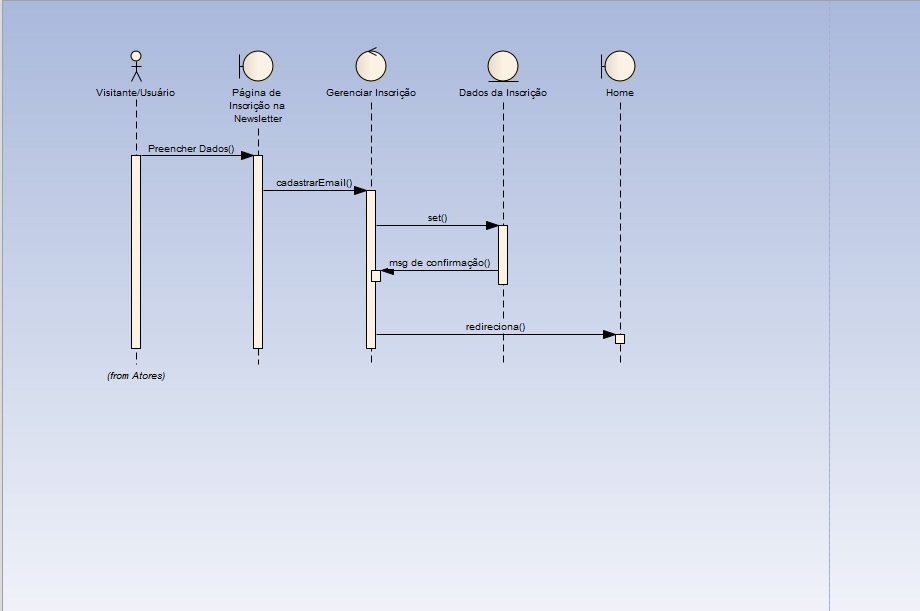 Visitante/Usuário
Página de
Inscrição na
Newsletter
Gerenciar Inscrição
Dados da Inscrição
Home
Preencher Dados()
cadastrarEmail()
set()
msg de confirmação()
redireciona()
(from Atores)